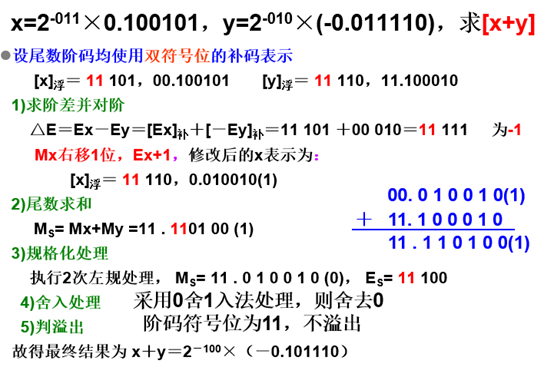 x=2-011×0.100101，y=2-010×(-0.011110)，求[x+y]
●设尾数阶码均使用双符号位的补码表示
[x]浮＝ 11 101，00.100101 [y]浮＝ 11 110，11.100010
1)求阶差并对阶
△E＝Ex－Ey＝[Ex]补＋[－Ey]补＝11 101 ＋00 010＝11 111 为-1
Mx右移1位，Ex+1，修改后的x表示为：
[x]浮＝ 11 110，0.010010(1)
2)尾数求和
00. 0 1 0 0 1 0(1)
Ms= Mx+My =11 . 1101 00 (1)
＋ 11. 1 0 0 0 1 0
11 . 1 1 0 1 0 0(1)
3)规格化处理
执行2次左规处理， Ms= 11 . 0 1 0 0 1 0 (0)， Es= 11 100
4)舍入处理 采用0舍1入法处理，则舍去0
5)判溢出 阶码符号位为11，不溢出
故得最终结果为 x＋y＝2－100×（－0.101110）